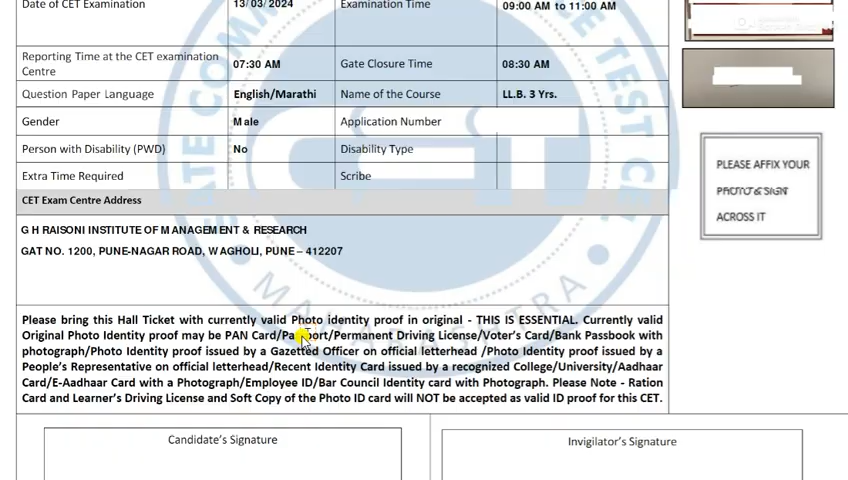 Date of CET Examination 13/03/2024 Examination Time 09:00 AM to 11:00 AM
Reporting Time at the CET examination Centre 07:30 AM Gate Closure Time 08:30 AM
Question Paper Language English/Marathi Name of the Course LL.B. 3 Yrs.
Gender Male Application Number
Person with Disability (PWD) No Disability Type
Extra Time Required Scribe
CET Exam Centre Address
G H RAISONI INSTITUTE OF MANAGEMENT & RESEARCH
GAT NO. 1200, PUNE-NAGAR ROAD, WAGHOLI, PUNE – 412207
PLEASE AFFIX YOUR
PHOTO & SIGN
ACROSS IT
Please bring this Hall Ticket with currently valid Photo identity proof in original - THIS IS ESSENTIAL. Currently valid
Original Photo Identity proof may be PAN Card/Passport/Permanent Driving License/Voter's Card/Bank Passbook with
photograph/Photo Identity proof issued by a Gazetted Officer on official letterhead /Photo Identity proof issued by a
People's Representative on official letterhead/Recent Identity Card issued by a recognized College/University/Aadhaar
Card/E-Aadhaar Card with a Photograph/Employee ID/Bar Council Identity card with Photograph. Please Note - Ration
Card and Learner's Driving License and Soft Copy of the Photo ID card will NOT be accepted as valid ID proof for this CET.
Candidate's Signature Invigilator's Signature
MAHARASHTRA